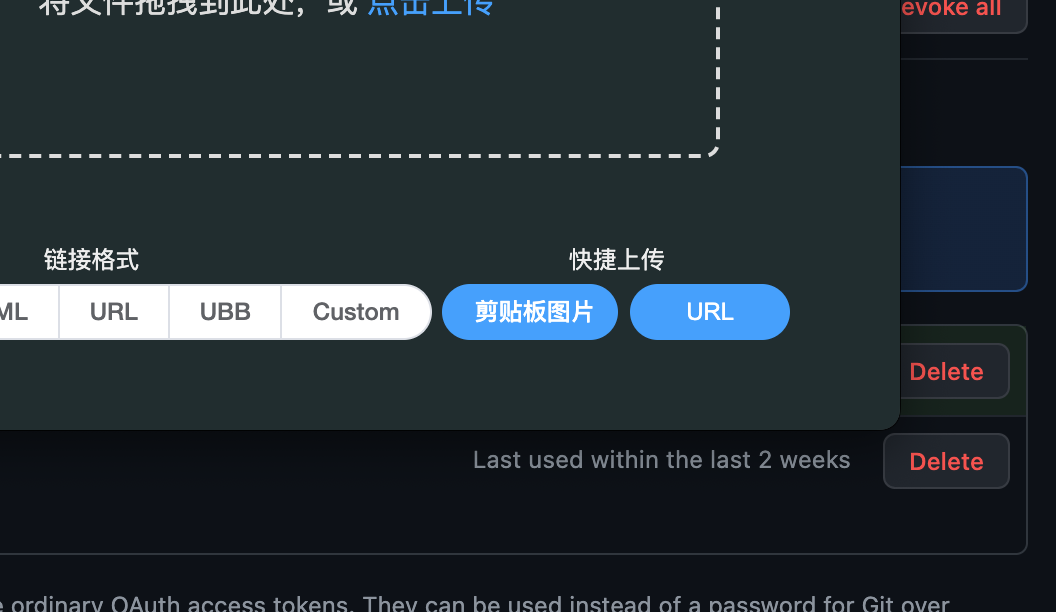 将文件拖拽到此处，或 点击上传
evoke all
链接格式
快捷上传
ML
URL
UBB
Custom
剪贴板图片
URL
Delete
Last used within the last 2 weeks
Delete
ordinary OAuth access tokens. They can be used instead of a password for Git over